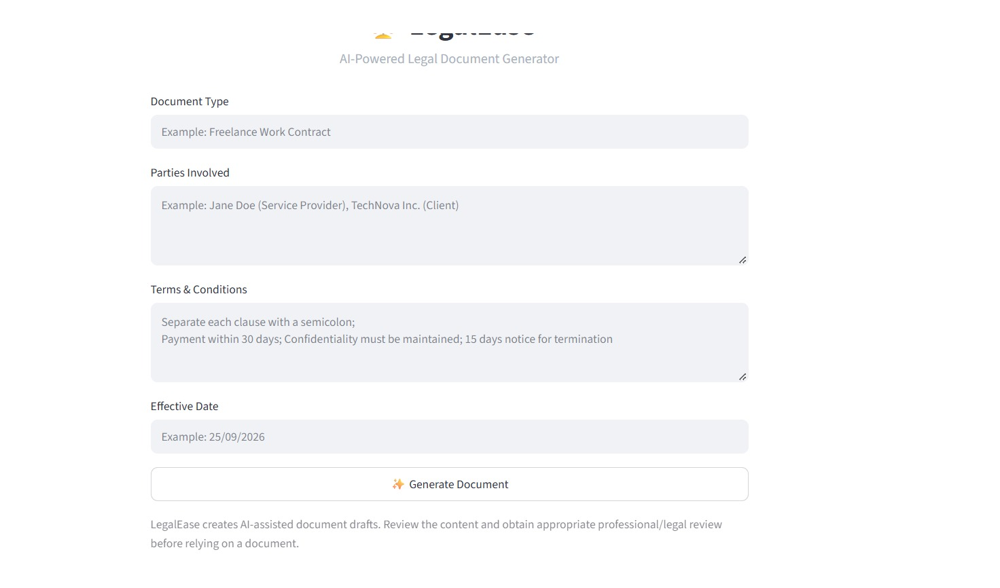 LegalEase
AI-Powered Legal Document Generator
Document Type
Example: Freelance Work Contract
Parties Involved
Example: Jane Doe (Service Provider), TechNova Inc. (Client)
Terms & Conditions
Separate each clause with a semicolon;
Payment within 30 days; Confidentiality must be maintained; 15 days notice for termination
Effective Date
Example: 25/09/2026
✨ Generate Document
LegalEase creates AI-assisted document drafts. Review the content and obtain appropriate professional/legal review
before relying on a document.